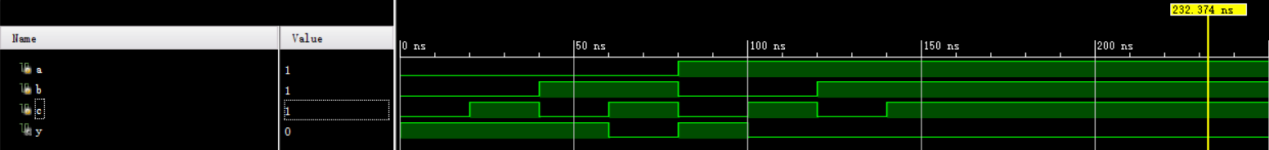 232.374 ns
Name Value
0 ns 50 ns 100 ns 150 ns 200 ns
a 1
b 1
c 1
y 0